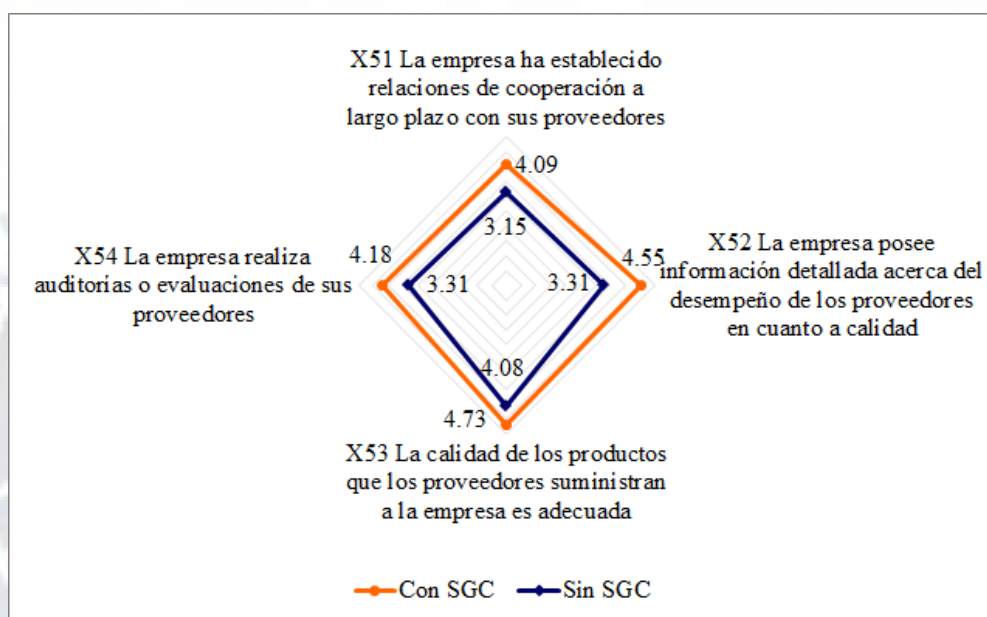 X51 La empresa ha establecido
relaciones de cooperación a
largo plazo con sus proveedores
4.09
3.15
X54 La empresa realiza
auditorias o evaluaciones de sus
proveedores
4.18
3.31
3.31
4.55
X52 La empresa posee
información detallada acerca del
desempeño de los proveedores
en cuanto a calidad
4.08
4.73
X53 La calidad de los productos
que los proveedores suministran
a la empresa es adecuada
Con SGC
Sin SGC